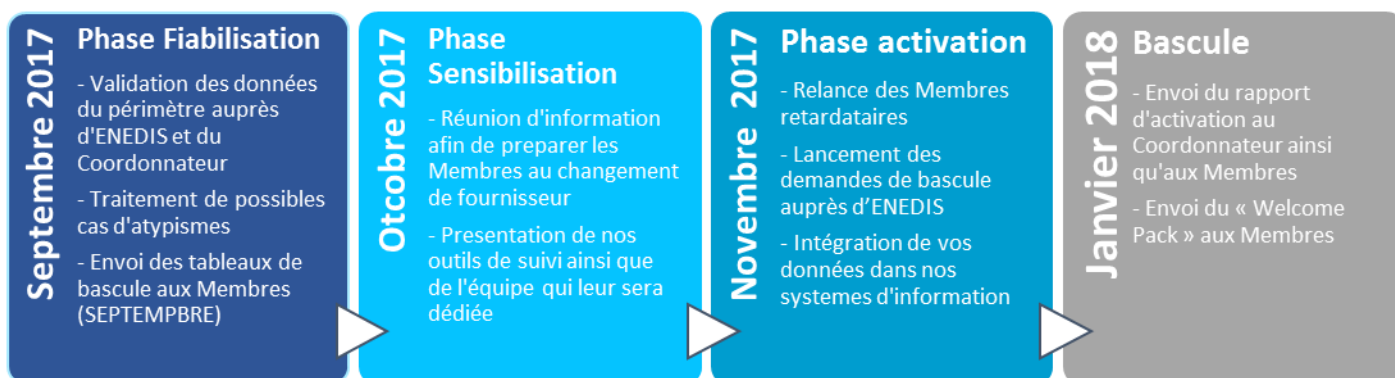 Septembre 2017
Phase Fiabilisation
- Validation des données
du périmètre auprès
d'ENEDIS et du
Coordonnateur
- Traitement de possibles
cas d'atypismes
- Envoi des tableaux de
bascule aux Membres
(SEPTEMPBRE)
Otcobre 2017
Phase
Sensibilisation
- Réunion d'information
afin de preparer les
Membres au changement
de fournisseur
- Presentation de nos
outils de suivi ainsi que
de l'équipe qui leur sera
dédiée
Novembre 2017
Phase activation
- Relance des Membres
retardataires
- Lancement des
demandes de bascule
auprès d’ENEDIS
- Intégration de vos
données dans nos
systemes d'information
Janvier 2018
Bascule
- Envoi du rapport
d'activation au
Coordonnateur ainsi
qu'aux Membres
- Envoi du « Welcome
Pack » aux Membres